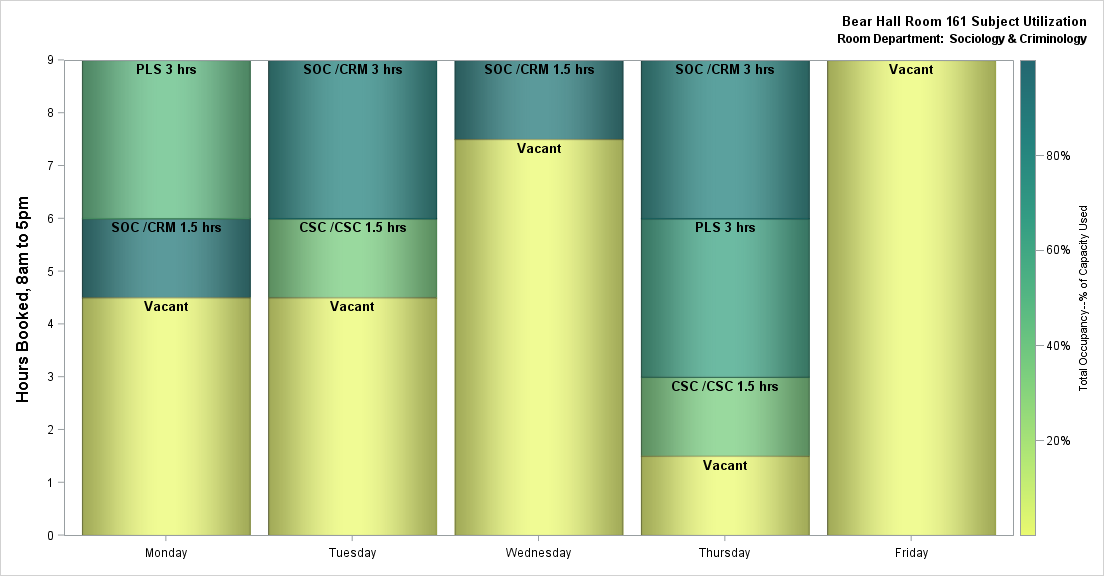 Bear Hall Room 161 Subject Utilization
Room Department: Sociology & Criminology
Hours Booked, 8am to 5pm
9
8
7
6
5
4
3
2
1
0
PLS 3 hrs
SOC /CRM 1.5 hrs
Vacant
SOC /CRM 3 hrs
CSC /CSC 1.5 hrs
Vacant
SOC /CRM 1.5 hrs
Vacant
SOC /CRM 3 hrs
PLS 3 hrs
CSC /CSC 1.5 hrs
Vacant
Vacant
Monday
Tuesday
Wednesday
Thursday
Friday
80%
60%
40%
20%
Total Occupancy--% of Capacity Used